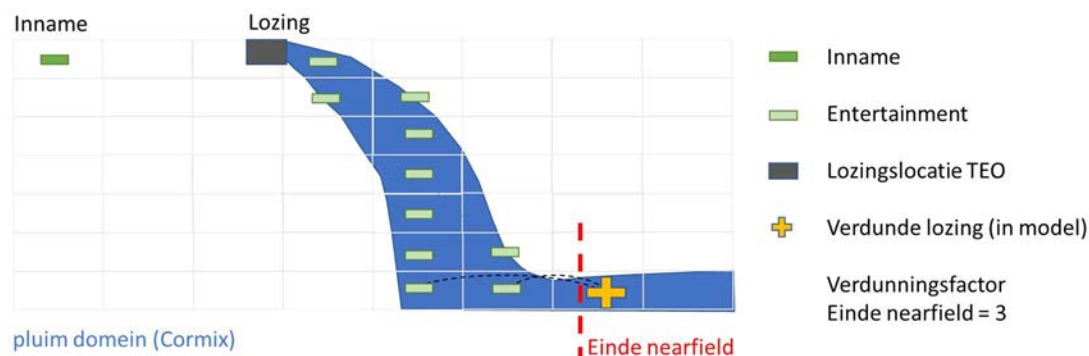 Inname
Lozing
Inname
Entertainment
Lozingslocatie TEO
Verdunde lozing (in model)
Verdunningsfactor
Einde nearfield = 3
pluim domein (Cormix)
Einde nearfield